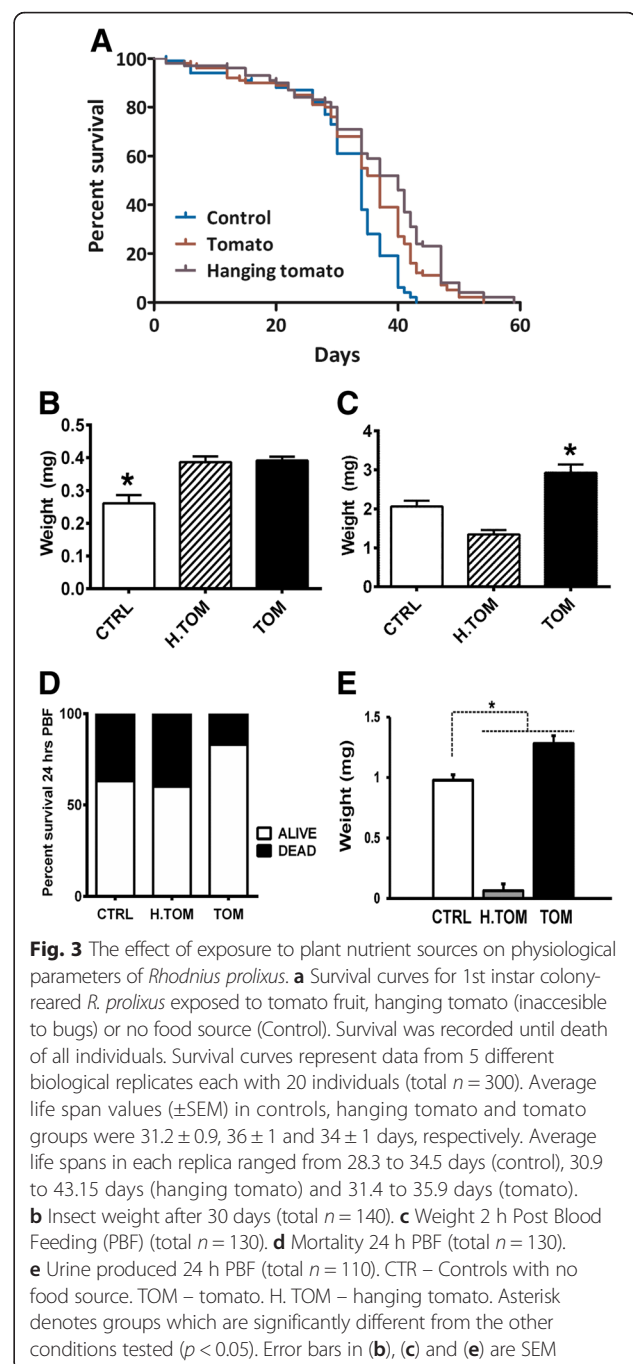 A
100
80
60
40
20
0
Percent survival
Control
Tomato
Hanging tomato
0 20 40 60
Days
B
0.5
0.4
0.3
0.2
0.1
0.0
Weight (mg)
*
CTRL H.TOM TOM
C
4
3
2
1
0
Weight (mg)
*
CTRL H.TOM TOM
D
100
50
0
Percent survival 24 hrs PBF
ALIVE
DEAD
CTRL H.TOM TOM
E
1.5
1
0.5
0
Weight (mg)
*
CTRL H.TOM TOM
Fig. 3 The effect of exposure to plant nutrient sources on physiological
parameters of Rhodnius prolixus. a Survival curves for 1st instar colony-
reared R. prolixus exposed to tomato fruit, hanging tomato (inaccesible
to bugs) or no food source (Control). Survival was recorded until death
of all individuals. Survival curves represent data from 5 different
biological replicates each with 20 individuals (total n = 300). Average
life span values (±SEM) in controls, hanging tomato and tomato
groups were 31.2 ± 0.9, 36 ± 1 and 34 ± 1 days, respectively. Average
life spans in each replica ranged from 28.3 to 34.5 days (control), 30.9
to 43.15 days (hanging tomato) and 31.4 to 35.9 days (tomato).
b Insect weight after 30 days (total n = 140). c Weight 2 h Post Blood
Feeding (PBF) (total n = 130). d Mortality 24 h PBF (total n = 130).
e Urine produced 24 h PBF (total n = 110). CTR – Controls with no
food source. TOM – tomato. H. TOM – hanging tomato. Asterisk
denotes groups which are significantly different from the other
conditions tested (p < 0.05). Error bars in (b), (c) and (e) are SEM